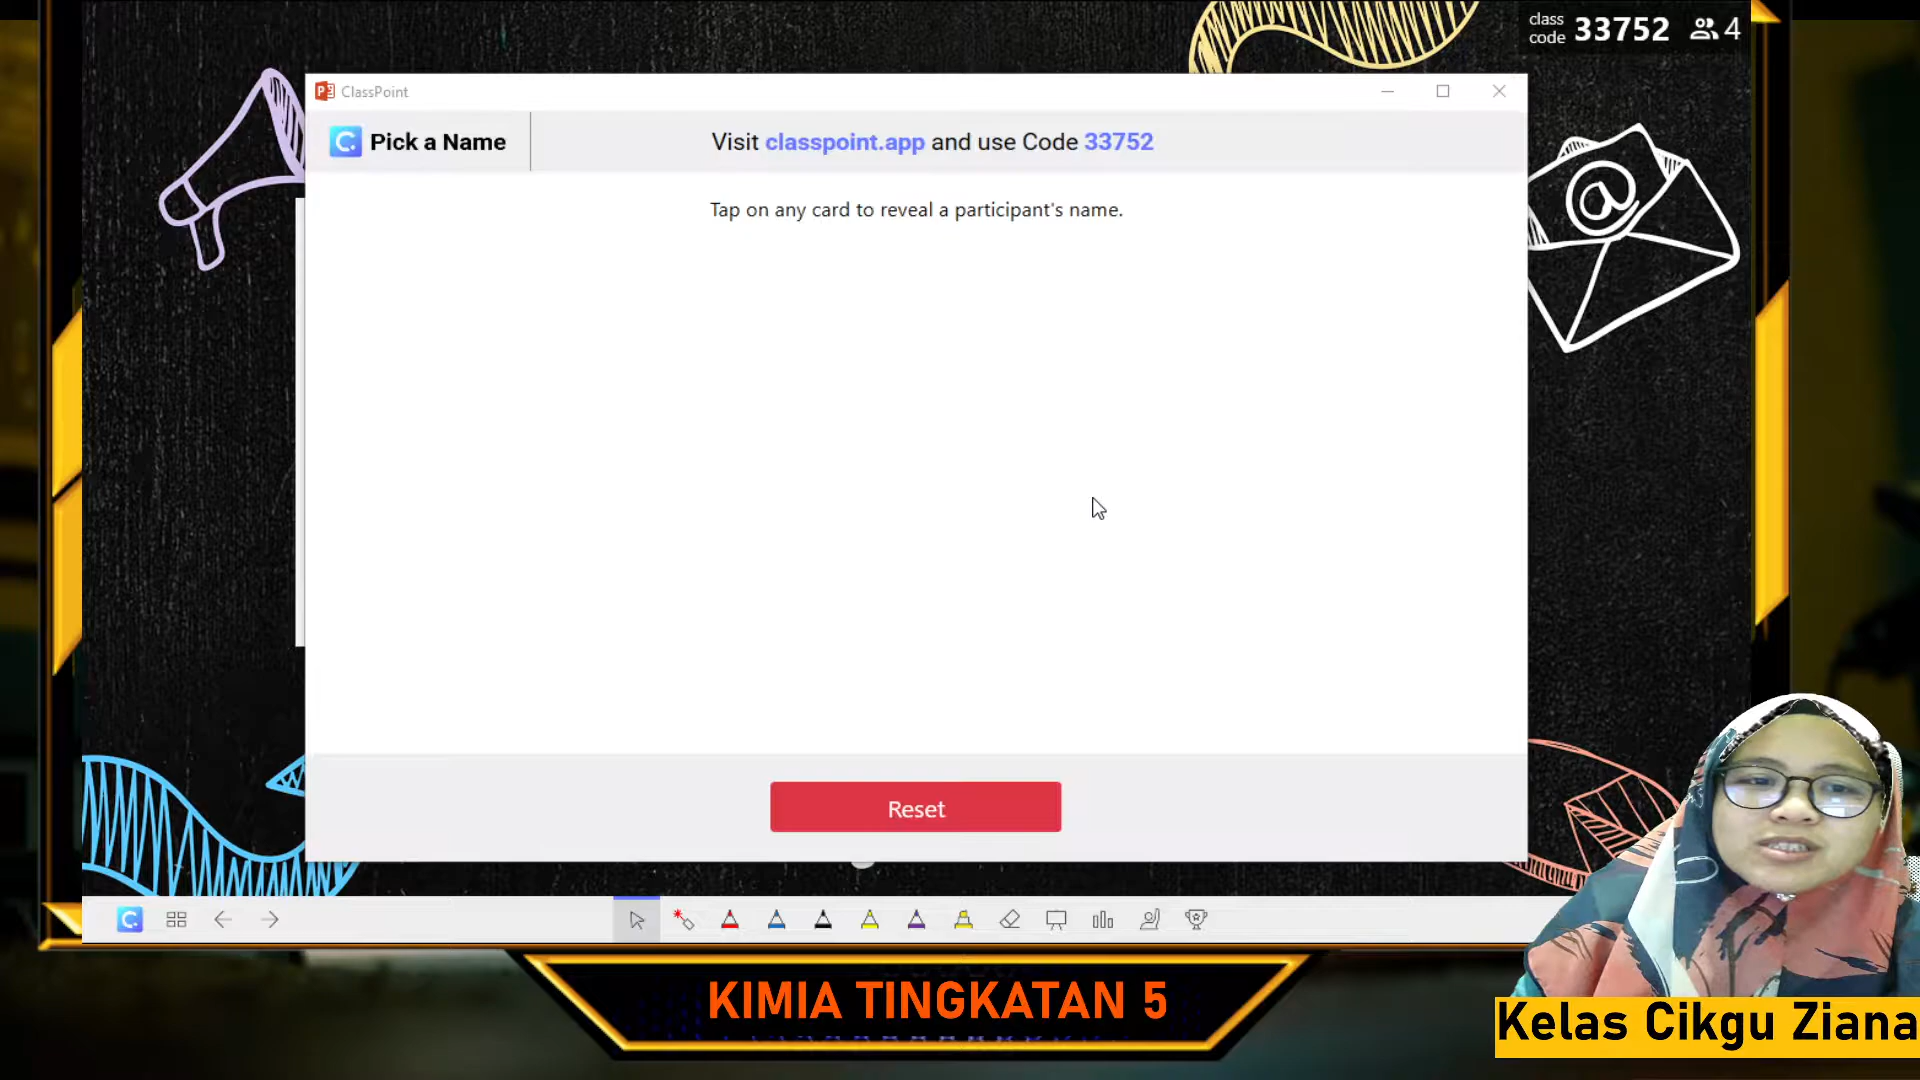 class
code 33752 4
ClassPoint
Pick a Name
Visit classpoint.app and use Code 33752
Tap on any card to reveal a participant's name.
Reset
KIMIA TINGKATAN 5
Kelas Cikgu Ziana